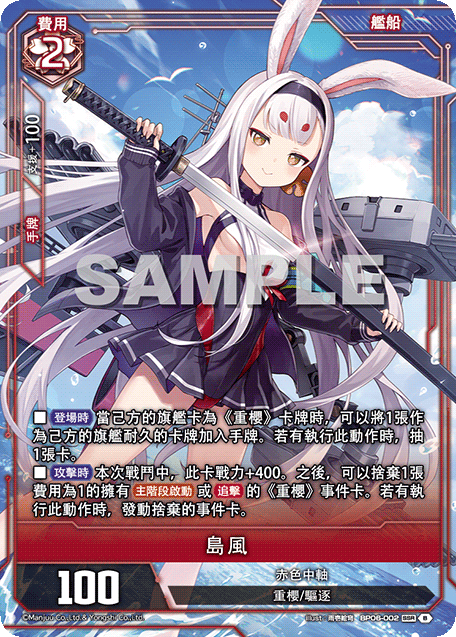 費用
2
艦船
手牌
支援+100
SAMPLE
■ 登場時 當己方的旗艦卡為《重櫻》卡牌時，可以將1張作
為己方的旗艦耐久的卡牌加入手牌。若有執行此動作時，抽
1張卡。
■ 攻擊時 本次戰鬥中，此卡戰力+400。之後，可以捨棄1張
費用為1的擁有 主階段啟動 或 追擊 的《重櫻》事件卡。若有執
行此動作時，發動捨棄的事件卡。
島風
100
赤色中軸
重櫻/驅逐
©Manjuu Co.,Ltd. & Yongshi Co.,Ltd.
Illust: 雨壱絵穹 BP06-002 SSR B